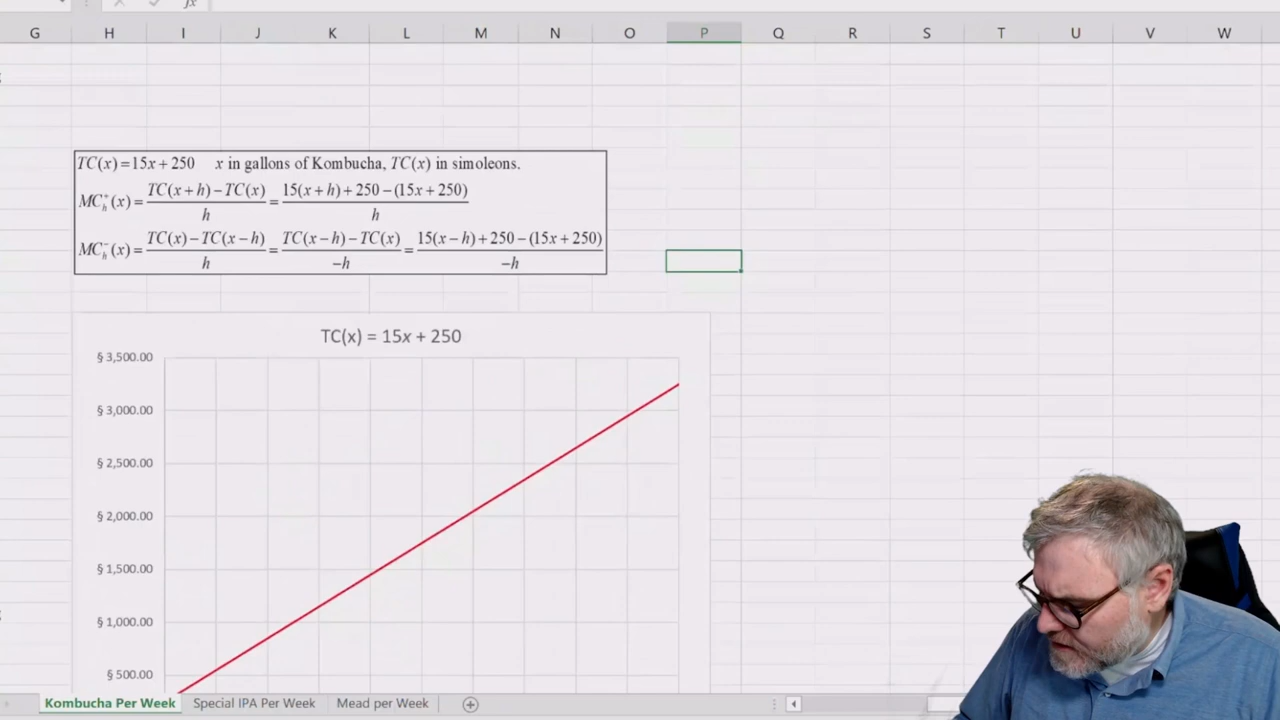 fx
G H I J K L M N O P Q R S T U V W
TC(x)=15x+250 x in gallons of Kombucha, TC(x) in simoleons.
MC_h^+(x) = (TC(x+h)−TC(x))/h = (15(x+h)+250−(15x+250))/h
MC_h^-(x) = (TC(x)−TC(x−h))/h = (TC(x−h)−TC(x))/−h = (15(x−h)+250−(15x+250))/−h
TC(x) = 15x + 250
§ 3,500.00
§ 3,000.00
§ 2,500.00
§ 2,000.00
§ 1,500.00
§ 1,000.00
§ 500.00
Kombucha Per Week Special IPA Per Week Mead per Week